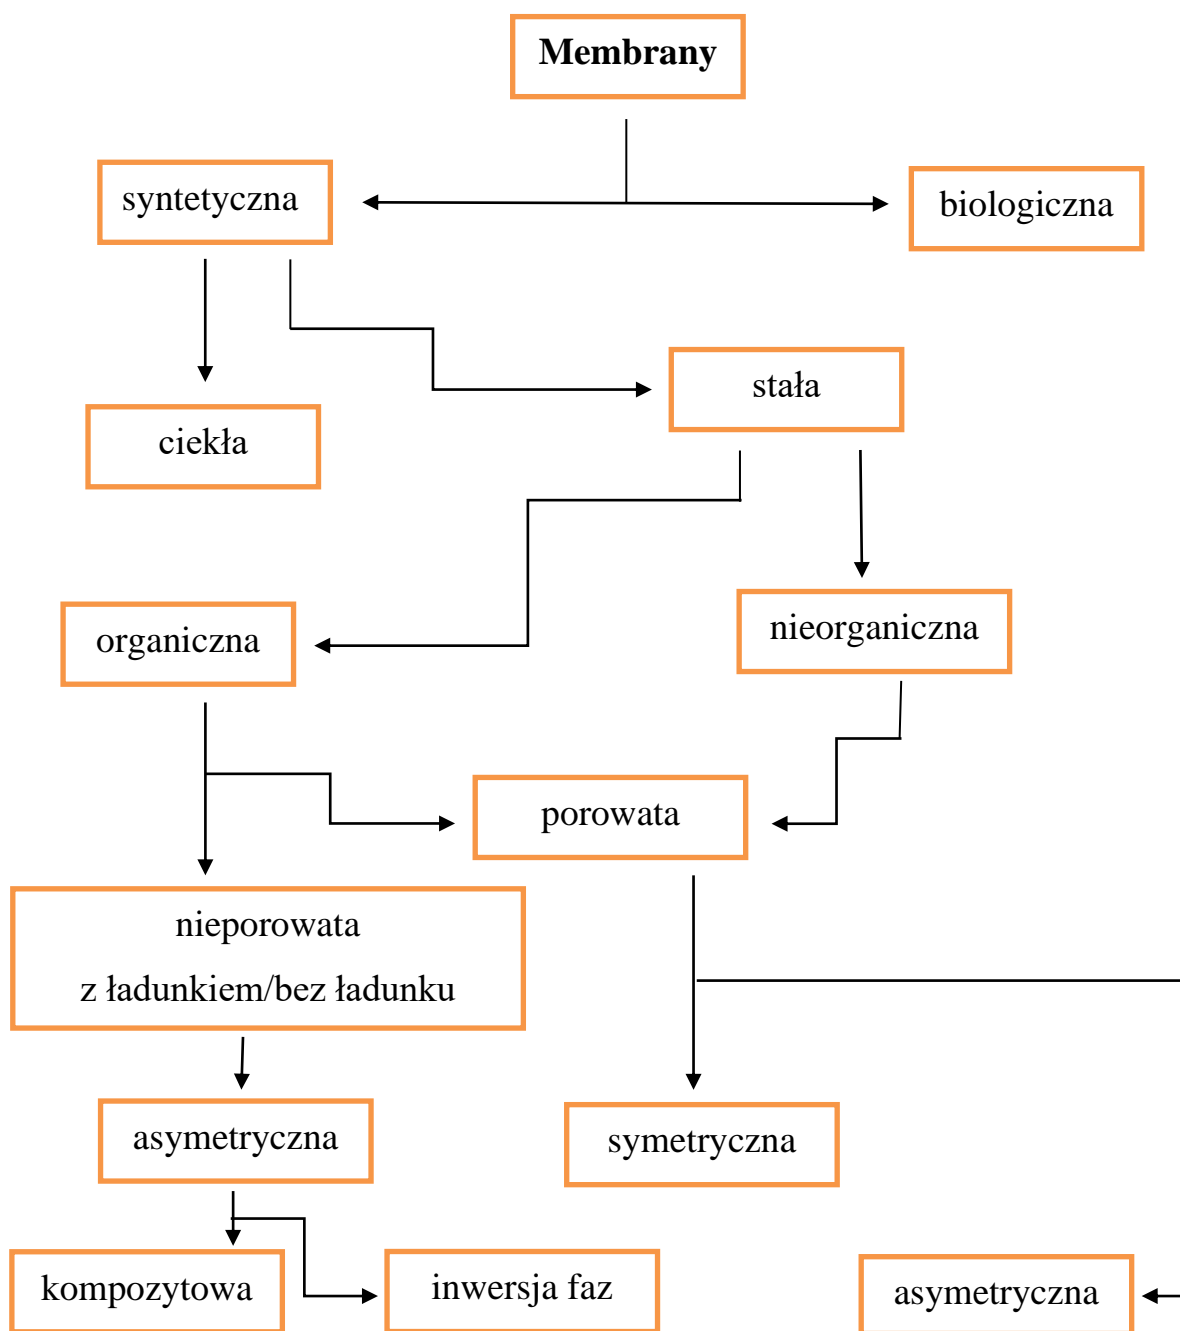 Membrany
syntetyczna
biologiczna
stała
ciekła
nieorganiczna
organiczna
porowata
nieporowata
z ładunkiem/bez ładunku
asymetryczna
symetryczna
kompozytowa
inwersja faz
asymetryczna